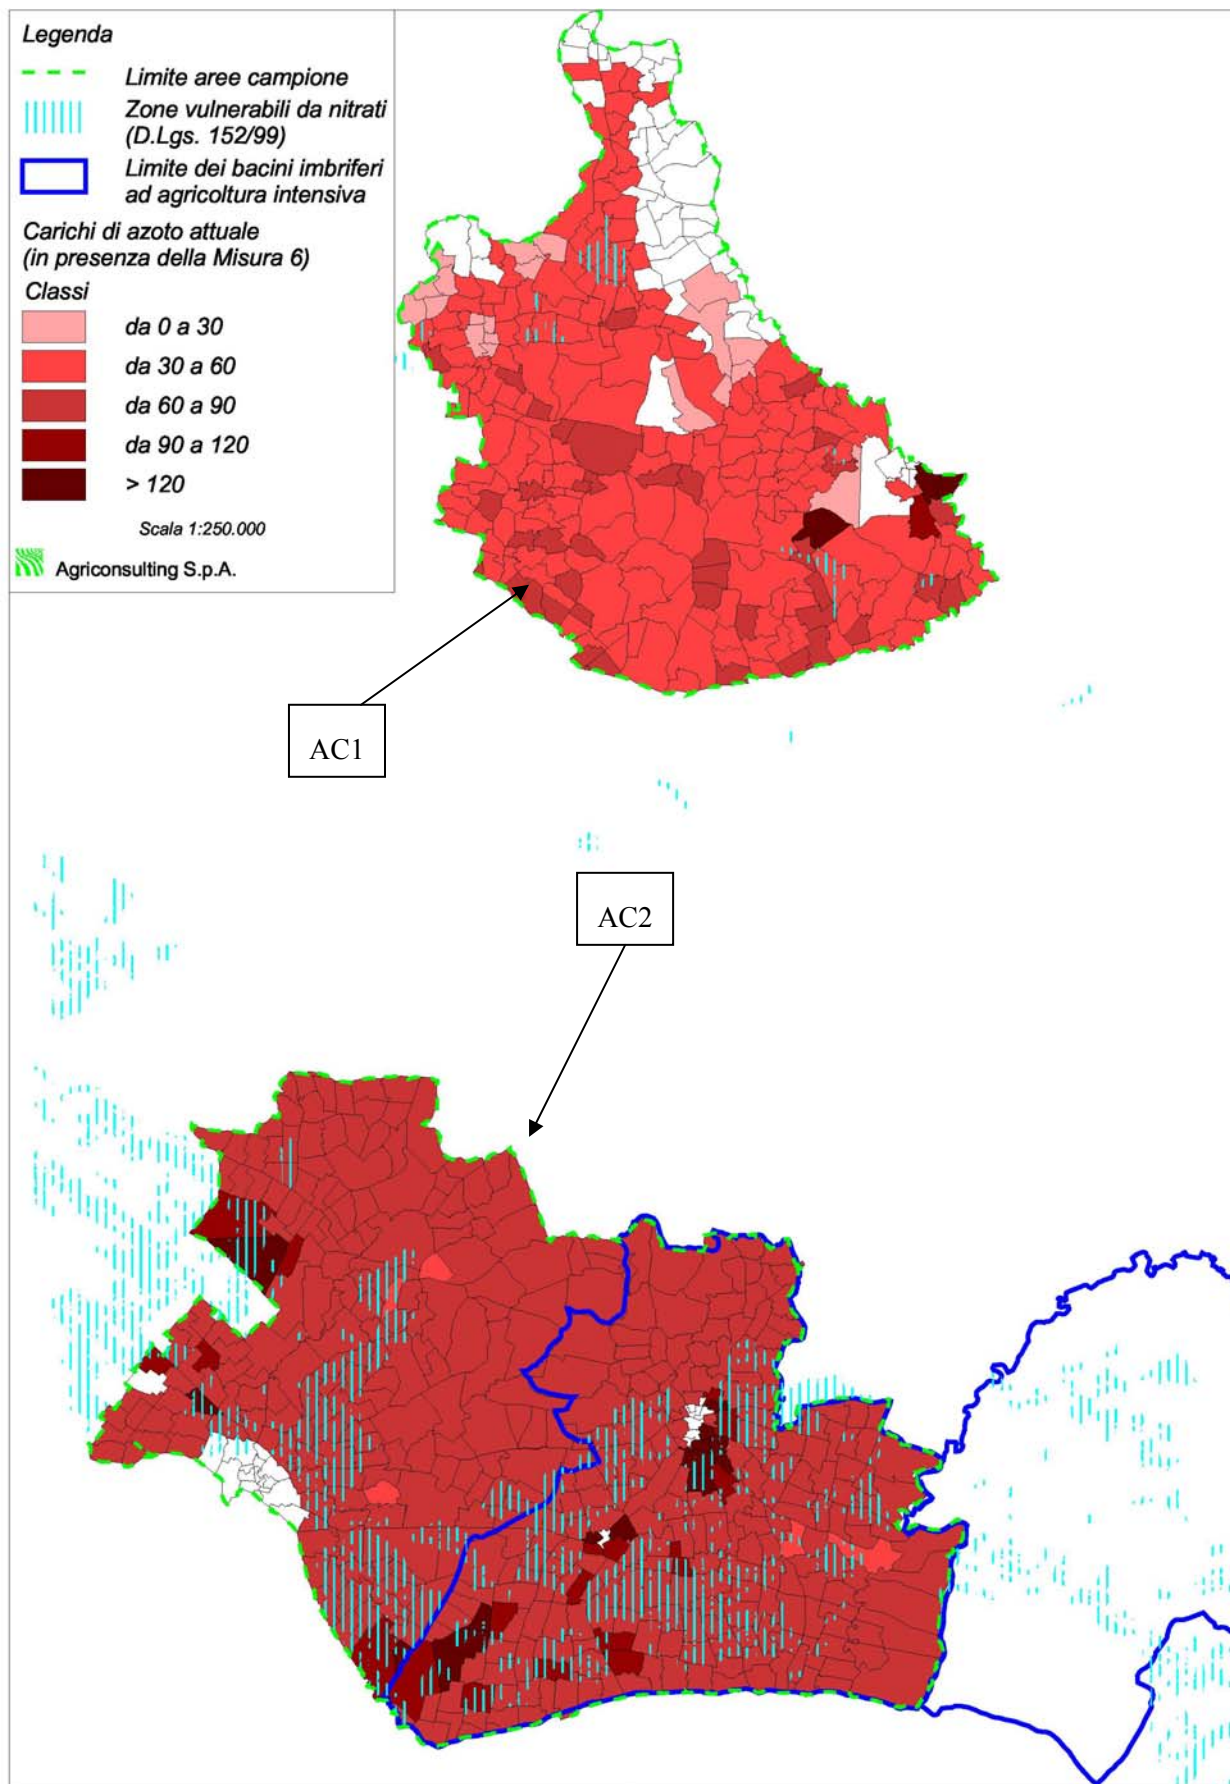 Legenda
Limite aree campione
Zone vulnerabili da nitrati
(D.Lgs. 152/99)
Limite dei bacini imbriferi
ad agricoltura intensiva
Carichi di azoto attuale
(in presenza della Misura 6)
Classi
da 0 a 30
da 30 a 60
da 60 a 90
da 90 a 120
> 120
Scala 1:250.000
Agriconsulting S.p.A.
AC1
AC2